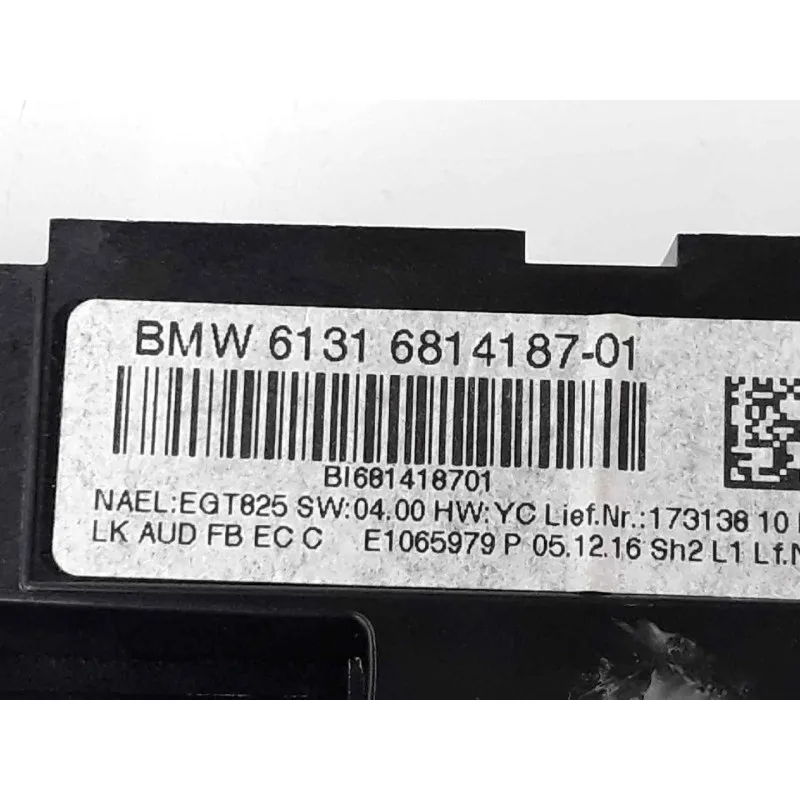 BMW 6131 6814187-01
BI681418701
NAEL:EGT825 SW:04.00 HW:YC Lief.Nr.:173138 10
LK AUD FB EC C E1065979 P 05.12.16 Sh2 L1 Lf.N